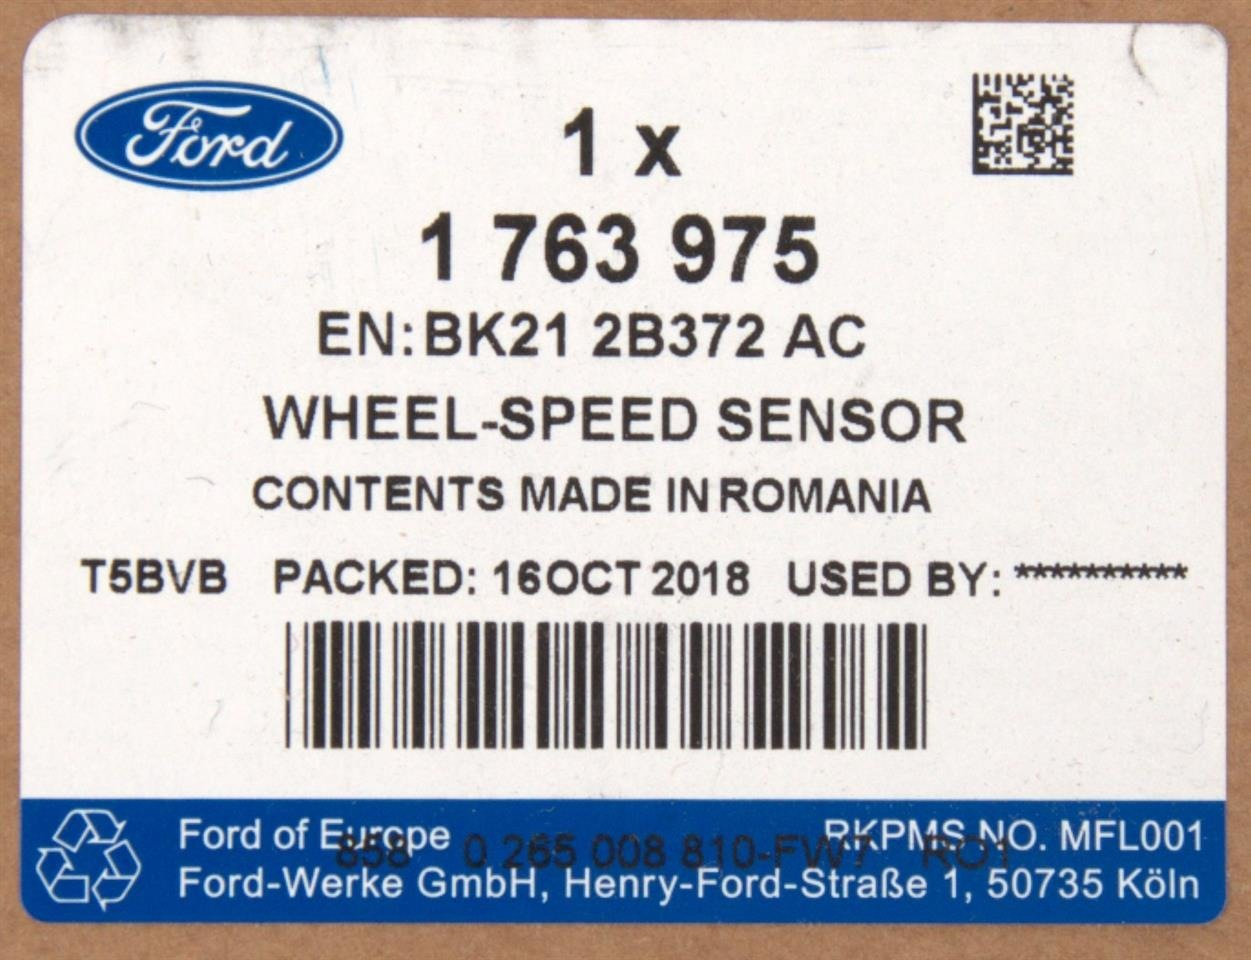 Ford
1 x
1 763 975
EN: BK21 2B372 AC
WHEEL-SPEED SENSOR
CONTENTS MADE IN ROMANIA
T5BVB PACKED: 16OCT 2018 USED BY: **********
Ford of Europe RKPMS NO. MFL001
858 0 265 008 810-FW7 RO1
Ford-Werke GmbH, Henry-Ford-Straße 1, 50735 Köln